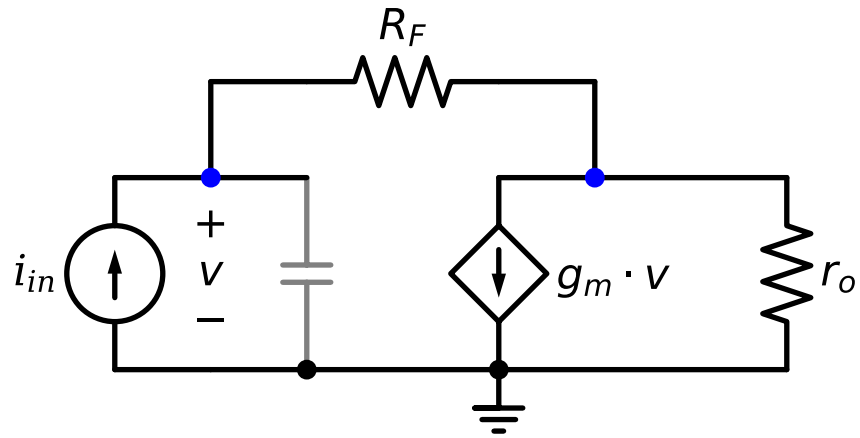 R_F
i_in
+
v
−
g_m · v
r_o